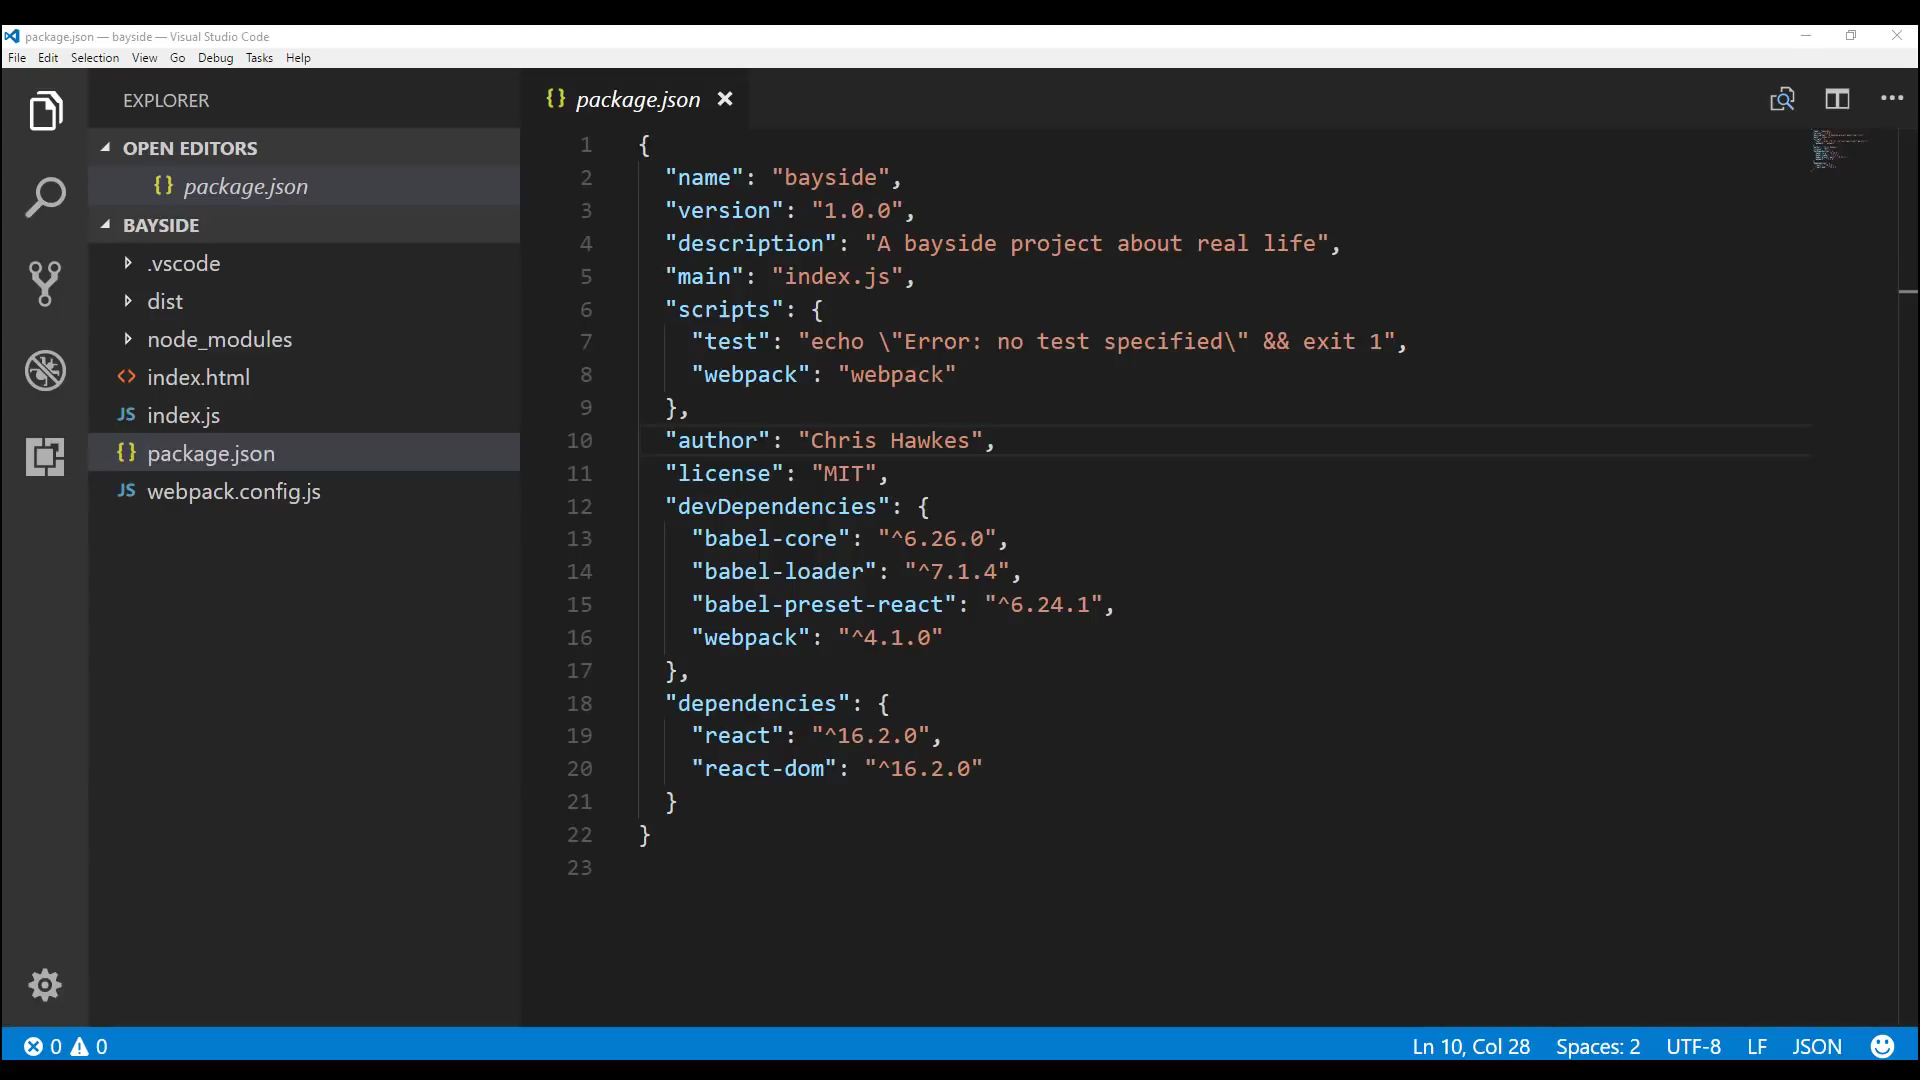 package.json — bayside — Visual Studio Code
File Edit Selection View Go Debug Tasks Help
EXPLORER
OPEN EDITORS
{} package.json
BAYSIDE
.vscode
dist
node_modules
<> index.html
JS index.js
{} package.json
JS webpack.config.js
{} package.json
1 {
2 "name": "bayside",
3 "version": "1.0.0",
4 "description": "A bayside project about real life",
5 "main": "index.js",
6 "scripts": {
7 "test": "echo \"Error: no test specified\" && exit 1",
8 "webpack": "webpack"
9 },
10 "author": "Chris Hawkes",
11 "license": "MIT",
12 "devDependencies": {
13 "babel-core": "^6.26.0",
14 "babel-loader": "^7.1.4",
15 "babel-preset-react": "^6.24.1",
16 "webpack": "^4.1.0"
17 },
18 "dependencies": {
19 "react": "^16.2.0",
20 "react-dom": "^16.2.0"
21 }
22 }
23
0 0 Ln 10, Col 28 Spaces: 2 UTF-8 LF JSON